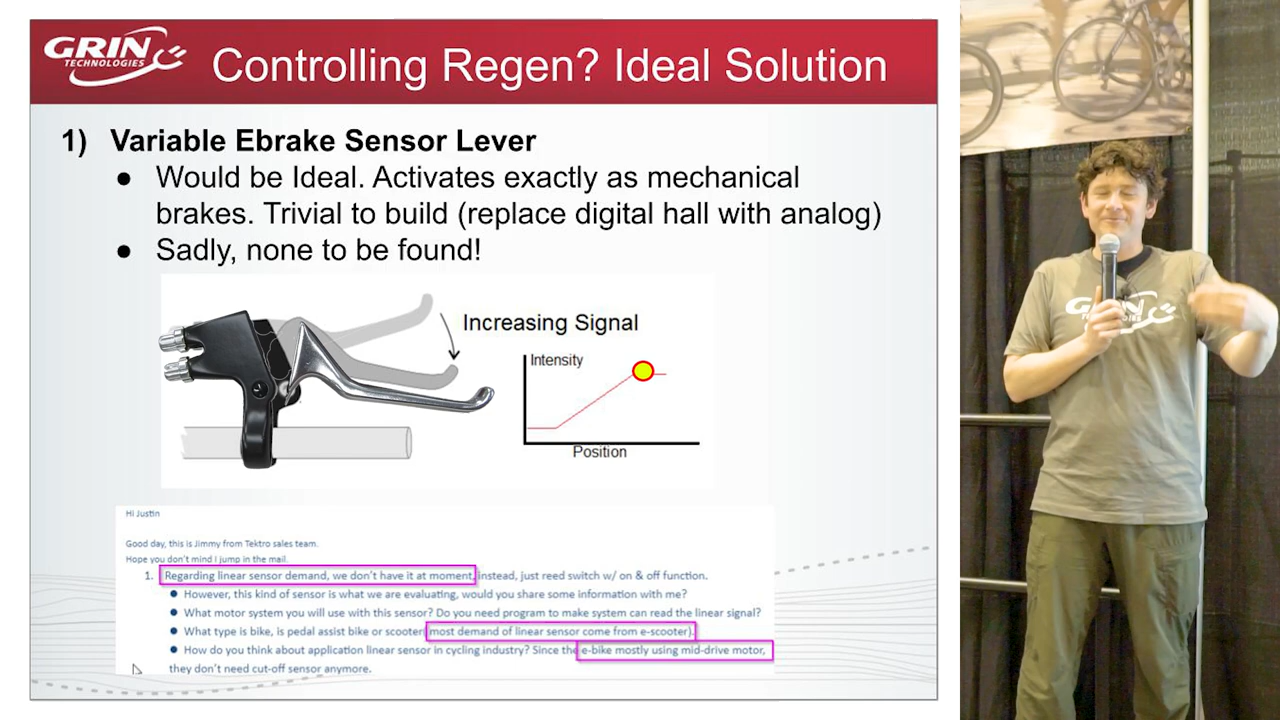 GRIN
TECHNOLOGIES
Controlling Regen? Ideal Solution
1) Variable Ebrake Sensor Lever
● Would be Ideal. Activates exactly as mechanical
brakes. Trivial to build (replace digital hall with analog)
● Sadly, none to be found!
Increasing Signal
Intensity
Position
Hi Justin
Good day, this is Jimmy from Tektro sales team.
Hope you don't mind I jump in the mail.
1. Regarding linear sensor demand, we don't have it at moment, instead, just reed switch w/ on & off function.
● However, this kind of sensor is what we are evaluating, would you share some information with me?
● What motor system you will use with this sensor? Do you need program to make system can read the linear signal?
● What type is bike, is pedal assist bike or scooter(most demand of linear sensor come from e-scooter).
● How do you think about application linear sensor in cycling industry? Since the e-bike mostly using mid-drive motor,
they don't need cut-off sensor anymore.
GRIN
TECHNOLOGIES